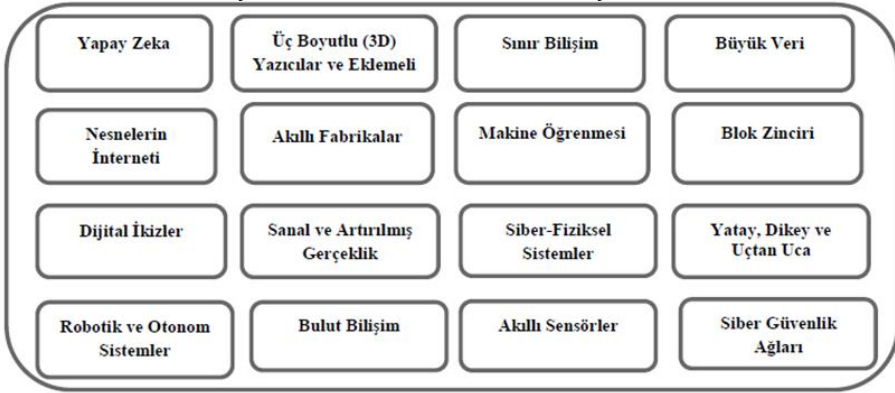 Yapay Zeka
Üç Boyutlu (3D)
Yazıcılar ve Eklemeli
Sınır Bilişim
Büyük Veri
Nesnelerin
İnterneti
Akıllı Fabrikalar
Makine Öğrenmesi
Blok Zinciri
Dijital İkizler
Sanal ve Artırılmış
Gerçeklik
Siber-Fiziksel
Sistemler
Yatay, Dikey ve
Uçtan Uca
Robotik ve Otonom
Sistemler
Bulut Bilişim
Akıllı Sensörler
Siber Güvenlik
Ağları